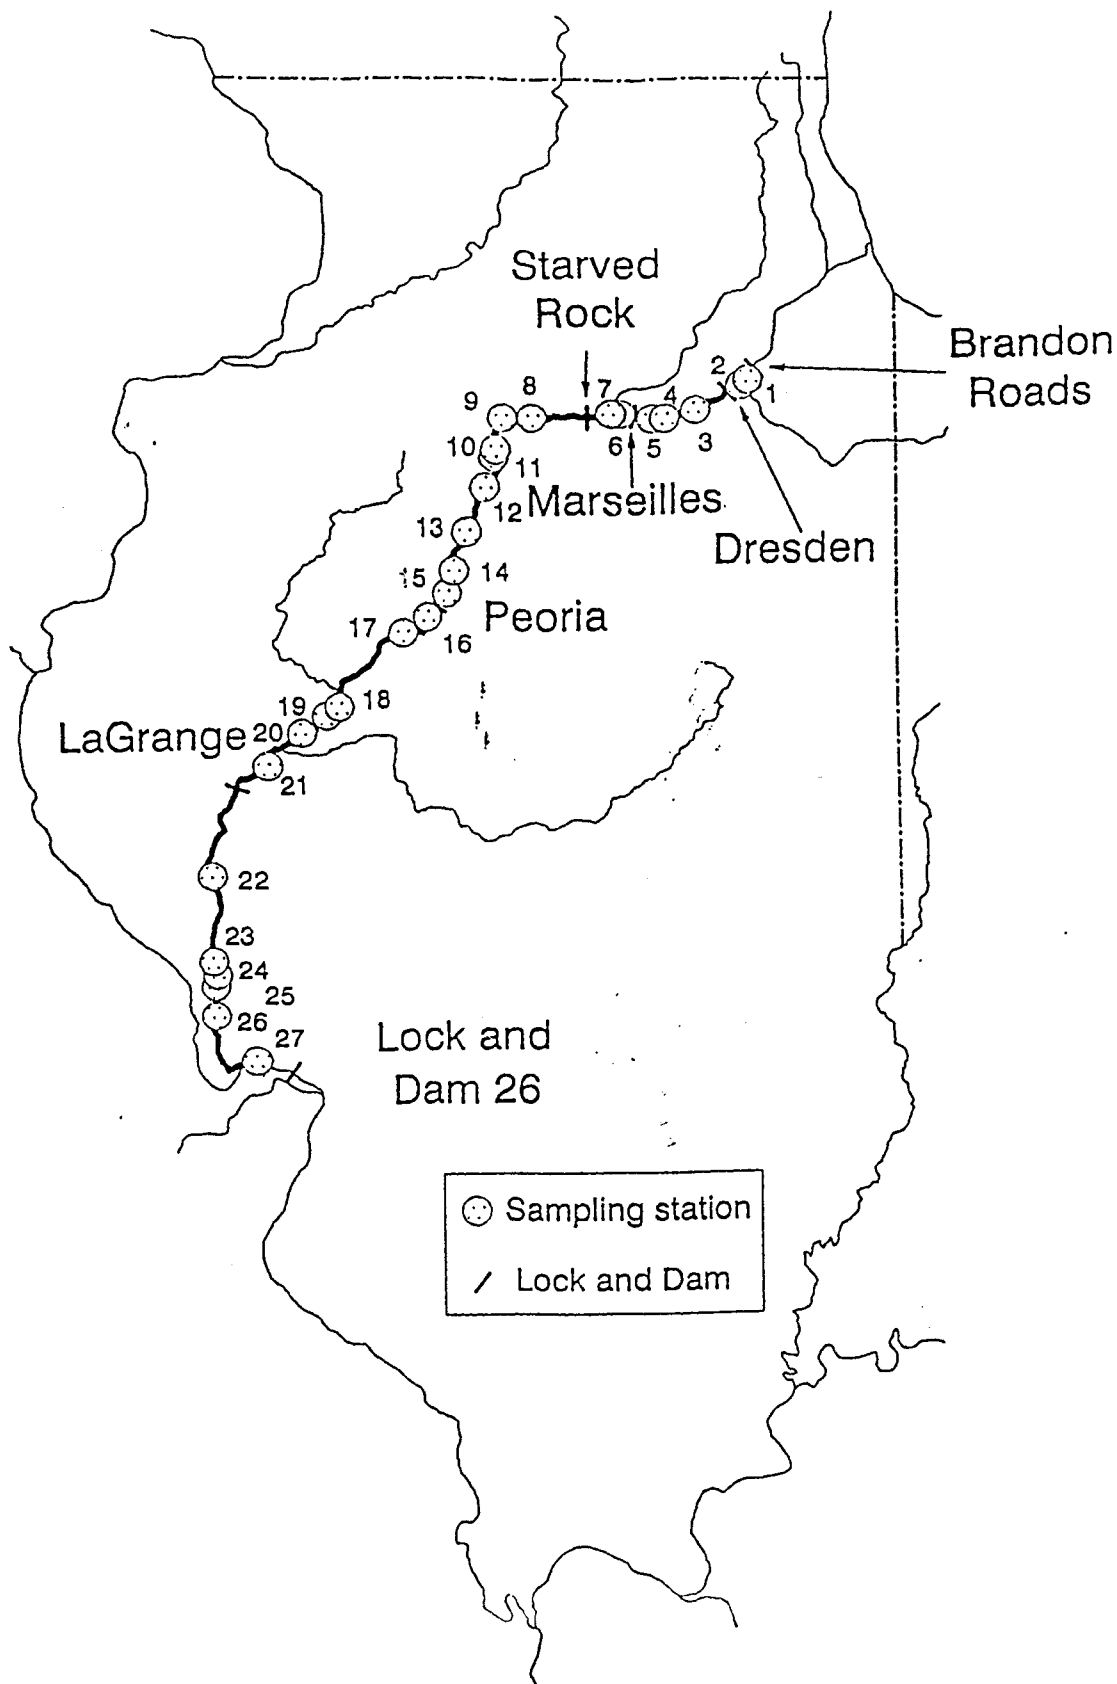 Starved
Rock
Brandon
Roads
2
1
9
8
7
4
3
6
5
10
11
Marseilles
12
13
Dresden
15
14
Peoria
17
16
18
19
LaGrange
20
21
22
23
24
25
26
27
Lock and
Dam 26
Sampling station
Lock and Dam